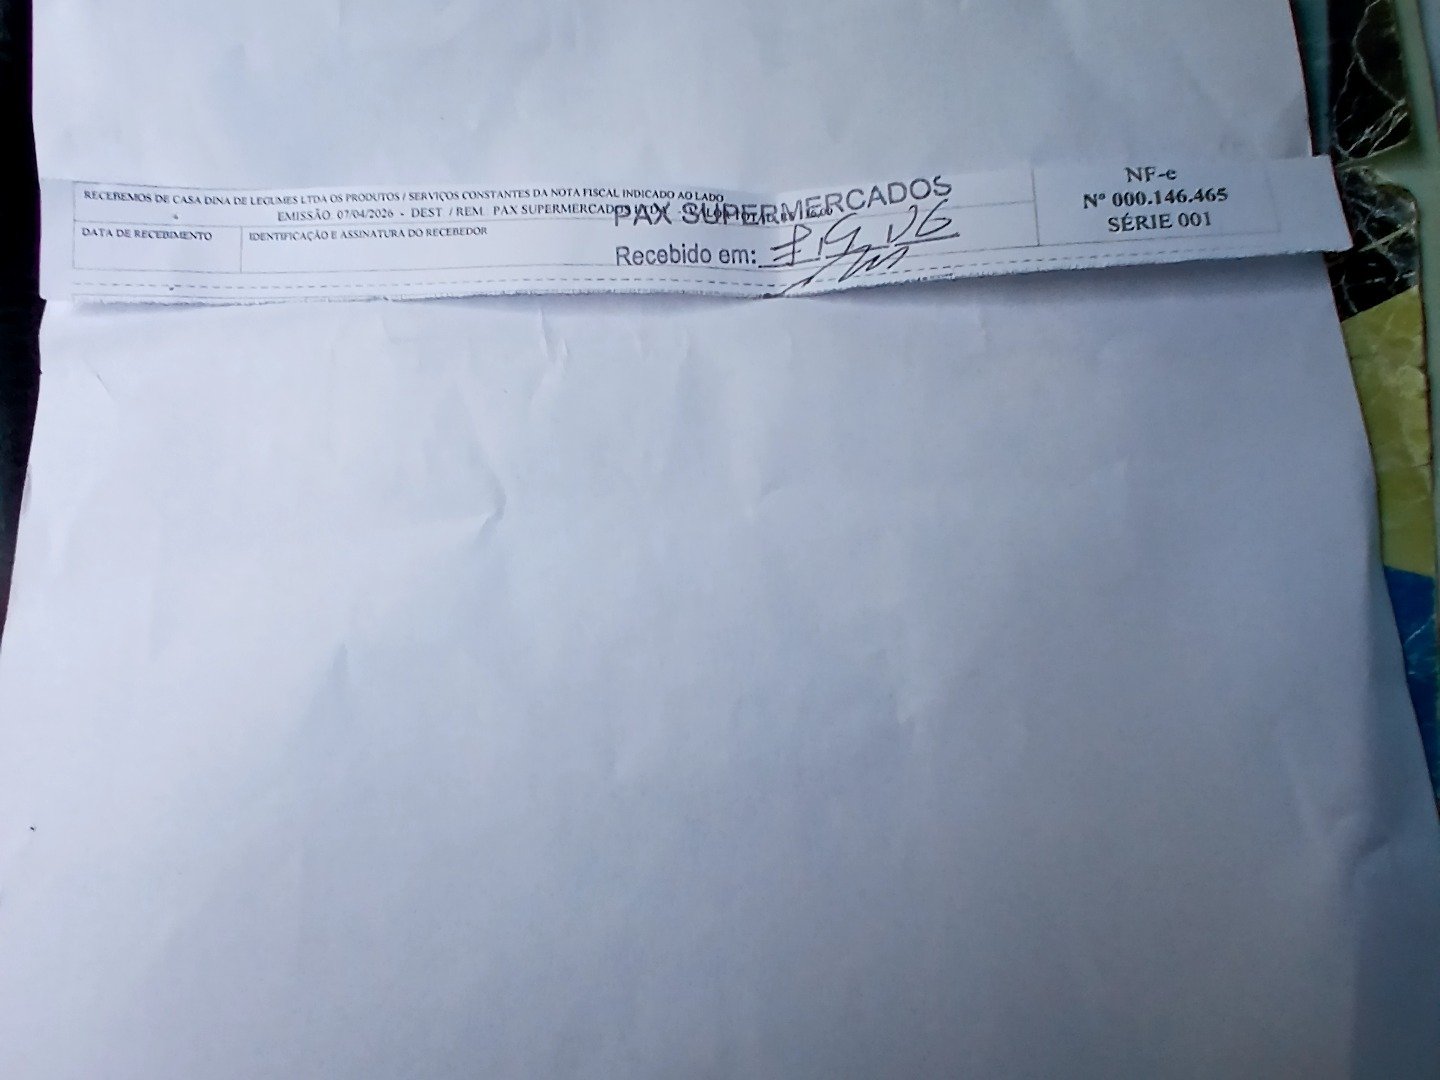 RECEBEMOS DE CASA DINA DE LEGUMES LTDA OS PRODUTOS / SERVIÇOS CONSTANTES DA NOTA FISCAL INDICADO AO LADO
EMISSÃO 07/04/2026 - DEST / REM PAX SUPERMERCADO
PAX SUPERMERCADOS
DATA DE RECEBIMENTO
IDENTIFICAÇÃO E ASSINATURA DO RECEBEDOR
Recebido em:
NF-e
Nº 000.146.465
SÉRIE 001